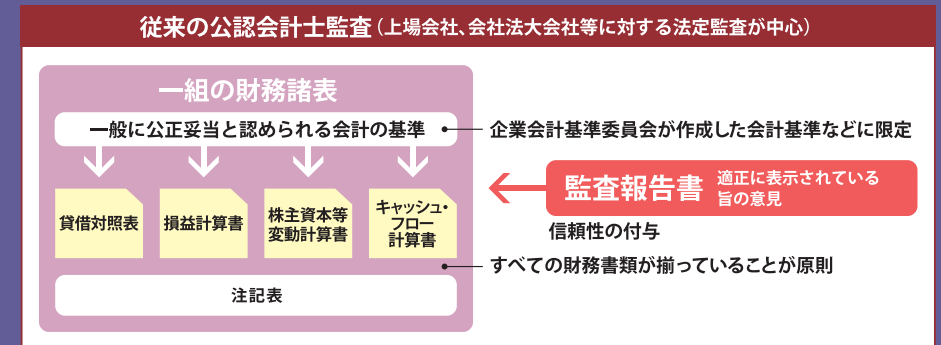 従来の公認会計士監査(上場会社、会社法大会社等に対する法定監査が中心)
一組の財務諸表
一般に公正妥当と認められる会計の基準
企業会計基準委員会が作成した会計基準などに限定
貸借対照表
損益計算書
株主資本等
変動計算書
キャッシュ・
フロー
計算書
監査報告書
適正に表示されている
旨の意見
信頼性の付与
すべての財務書類が揃っていることが原則
注記表